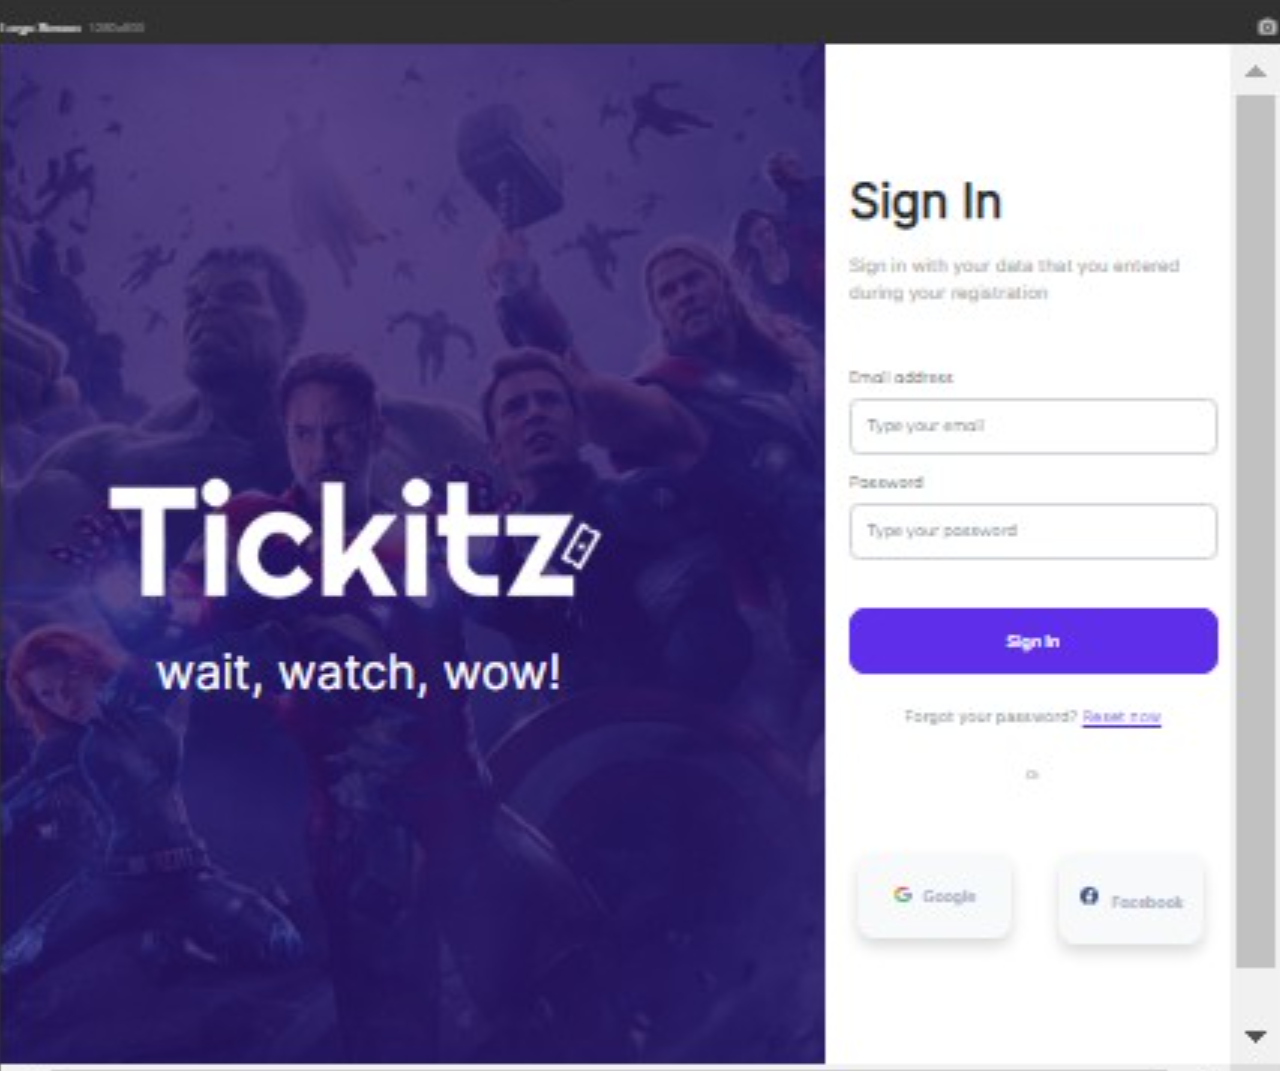 Large Screen 1280x800
Tickitz
wait, watch, wow!
Sign In
Sign in with your data that you entered
during your registration
Email address
Type your email
Password
Type your password
Sign In
Forgot your password? Reset now
Or
Google
Facebook